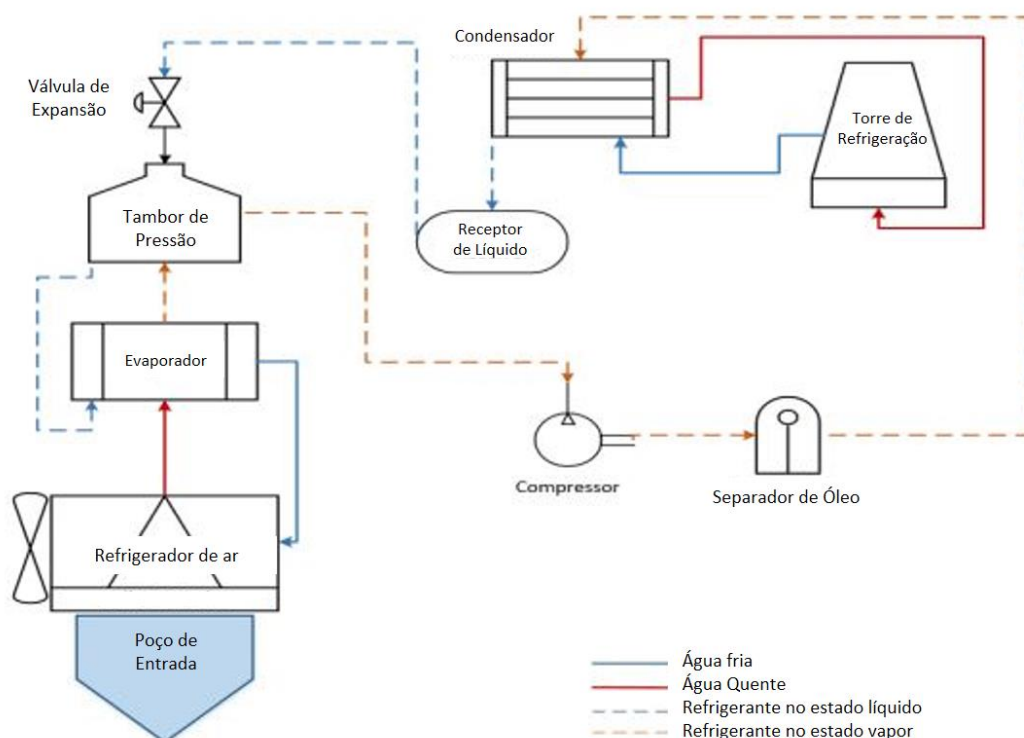 Condensador
Válvula de
Expansão
Torre de
Refrigeração
Tambor de
Pressão
Receptor
de Líquido
Evaporador
Compressor
Separador de Óleo
Refrigerador de ar
Poço de
Entrada
Água fria
Água Quente
Refrigerante no estado líquido
Refrigerante no estado vapor